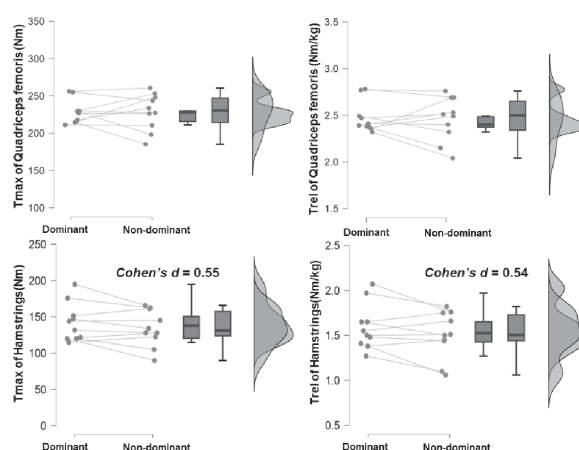 Tmax of Quadriceps femoris (Nm)
350
300
250
200
150
100
Dominant Non-dominant
Trel of Quadriceps femoris (Nm/kg)
3.5
3.0
2.5
2.0
1.5
1.0
Dominant Non-dominant
Tmax of Hamstrings(Nm)
250
200
150
100
50
0
Cohen's d = 0.55
Dominant Non-dominant
Trel of Hamstrings(Nm/kg)
2.5
2.0
1.5
1.0
0.5
Cohen's d = 0.54
Dominant Non-dominant